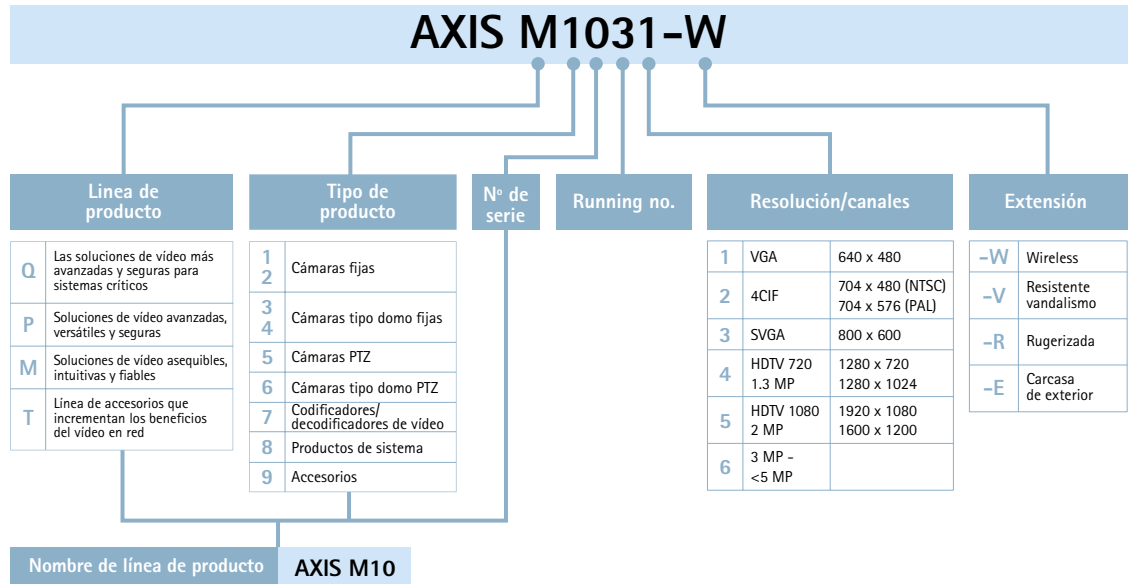 AXIS M1031-W
Linea de
producto
Tipo de
producto
Nº de
serie
Running no.
Resolución/canales
Extensión
Q
Las soluciones de vídeo más
avanzadas y seguras para
sistemas críticos
P
Soluciones de vídeo avanzadas,
versátiles y seguras
M
Soluciones de vídeo asequibles,
intuitivas y fiables
T
Línea de accesorios que
incrementan los beneficios
del vídeo en red
1
2
Cámaras fijas
3
4
Cámaras tipo domo fijas
5
Cámaras PTZ
6
Cámaras tipo domo PTZ
7
Codificadores/
decodificadores de vídeo
8
Productos de sistema
9
Accesorios
1 VGA 640 x 480
2 4CIF 704 x 480 (NTSC)
704 x 576 (PAL)
3 SVGA 800 x 600
4 HDTV 720 1280 x 720
1.3 MP 1280 x 1024
5 HDTV 1080 1920 x 1080
2 MP 1600 x 1200
6 3 MP -
<5 MP
-W Wireless
-V Resistente
vandalismo
-R Rugerizada
-E Carcasa
de exterior
Nombre de línea de producto AXIS M10